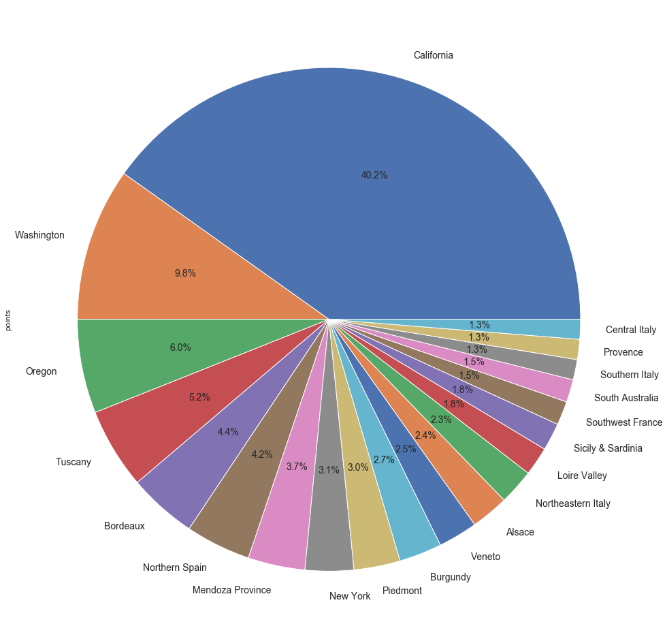 California
40.2%
Washington
9.8%
points
Oregon
6.0%
Tuscany
5.2%
Bordeaux
4.4%
Northern Spain
4.2%
Mendoza Province
3.7%
New York
3.1%
Piedmont
3.0%
Burgundy
2.7%
Veneto
2.5%
Alsace
2.4%
Northeastern Italy
2.3%
Loire Valley
1.8%
Sicily & Sardinia
1.8%
Southwest France
1.5%
South Australia
1.5%
Southern Italy
1.3%
Provence
1.3%
Central Italy
1.3%